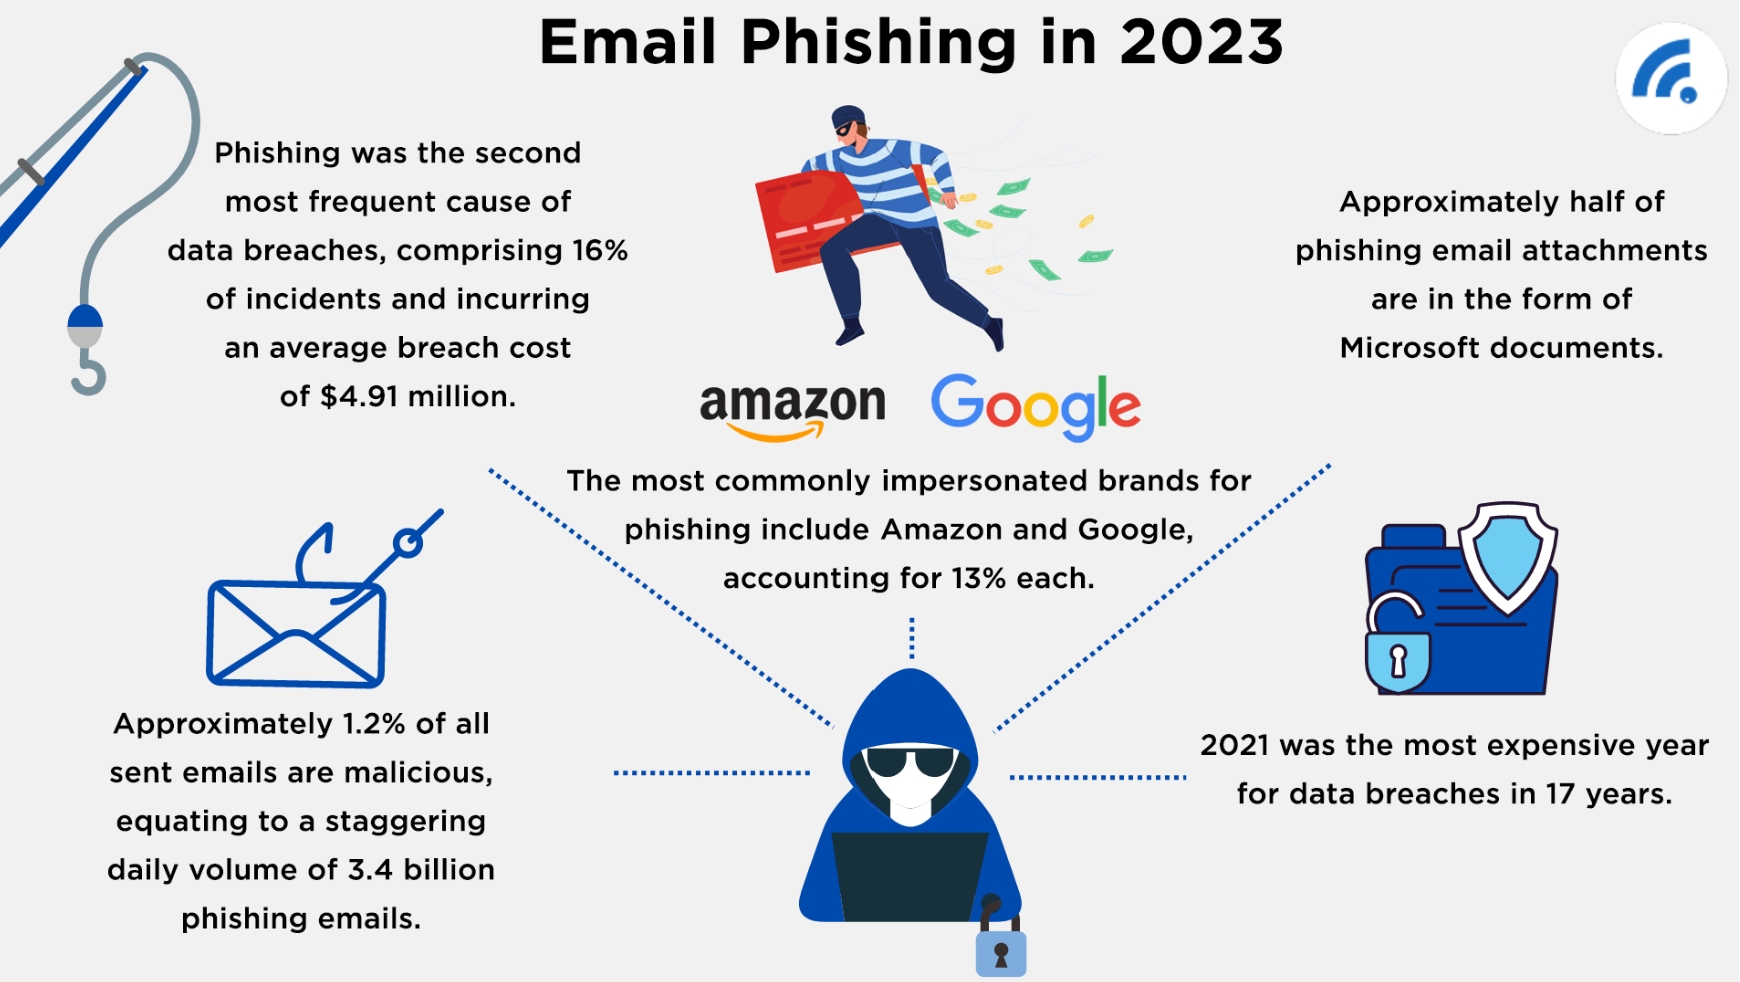 Email Phishing in 2023
Phishing was the second
most frequent cause of
data breaches, comprising 16%
of incidents and incurring
an average breach cost
of $4.91 million.
Approximately half of
phishing email attachments
are in the form of
Microsoft documents.
amazon
Google
The most commonly impersonated brands for
phishing include Amazon and Google,
accounting for 13% each.
Approximately 1.2% of all
sent emails are malicious,
equating to a staggering
daily volume of 3.4 billion
phishing emails.
2021 was the most expensive year
for data breaches in 17 years.